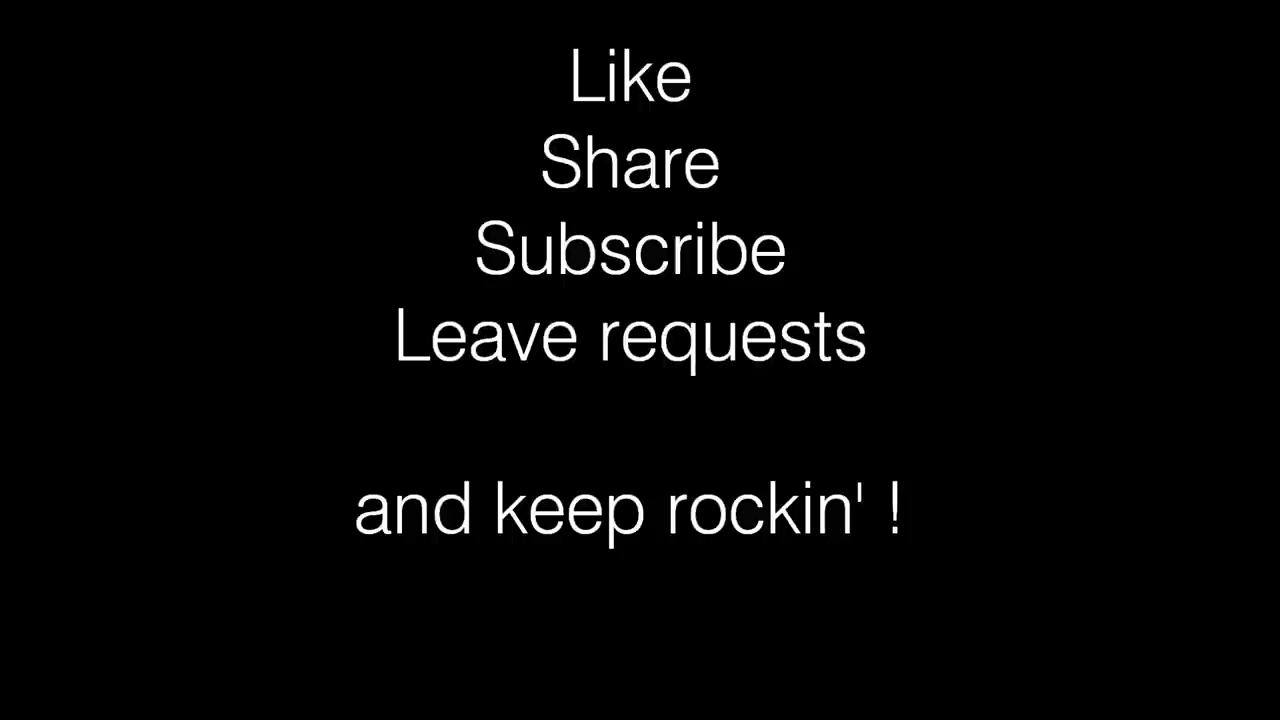 Like
Share
Subscribe
Leave requests
and keep rockin' !